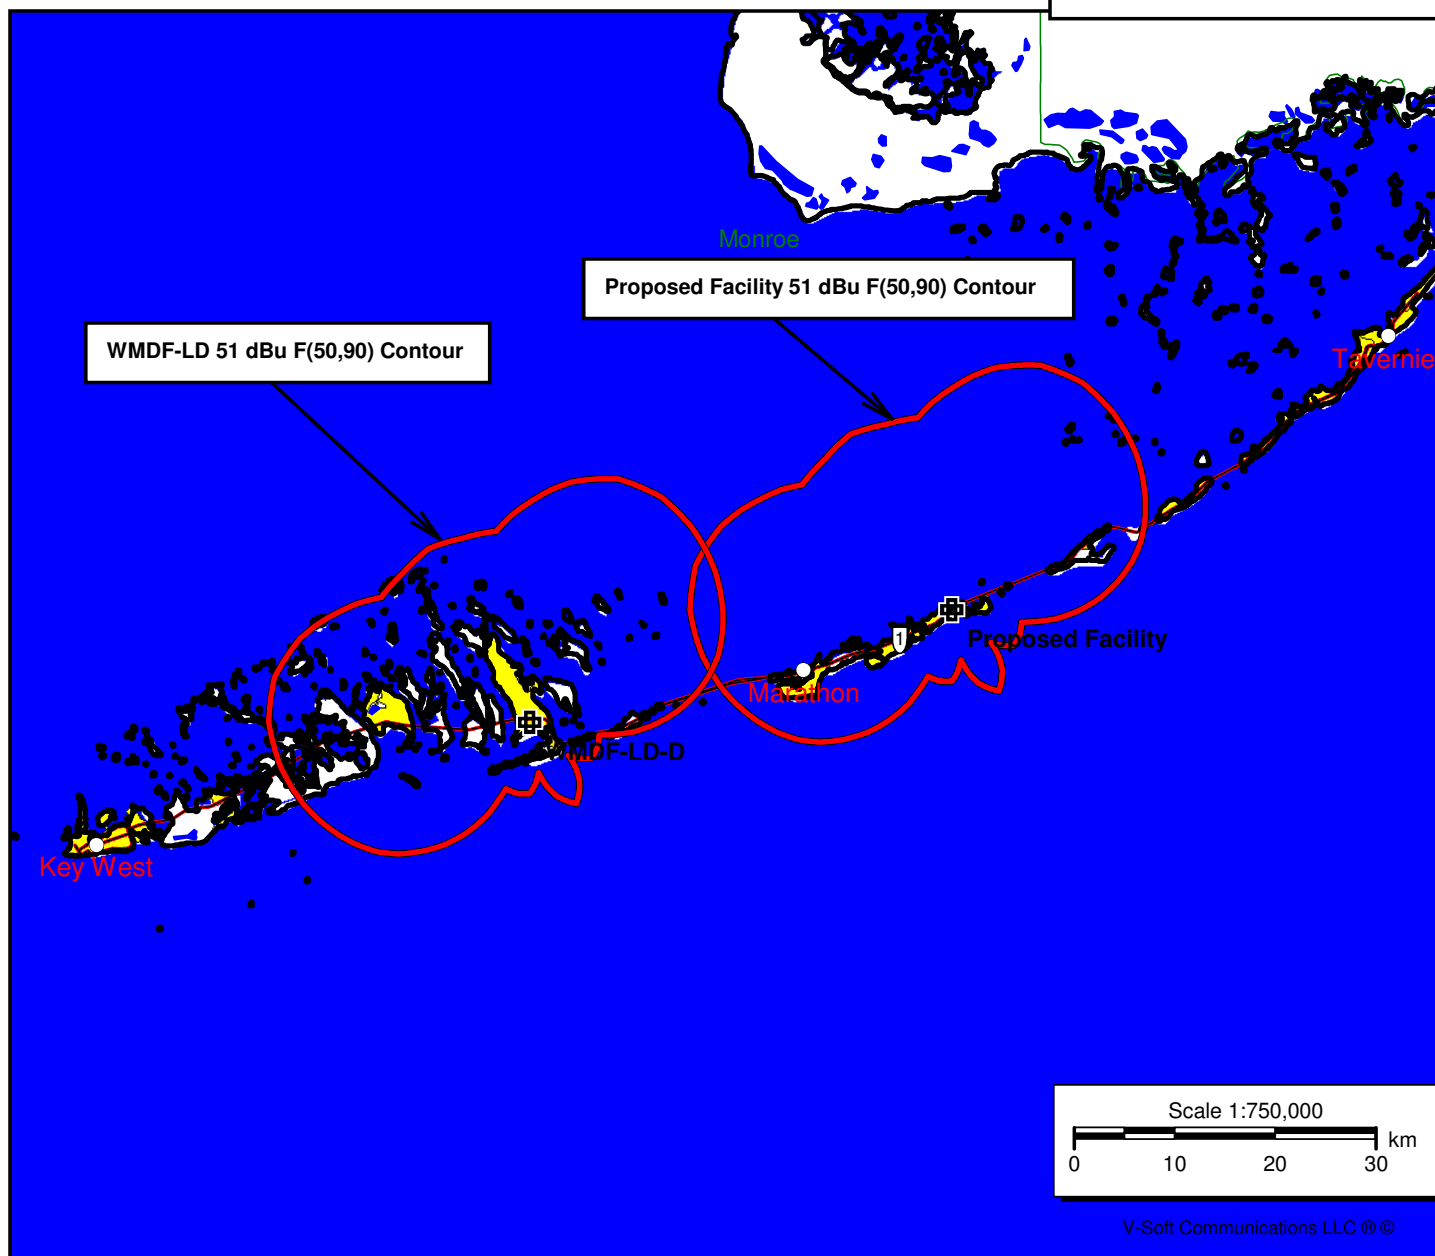 Monroe
Proposed Facility 51 dBu F(50,90) Contour
WMDF-LD 51 dBu F(50,90) Contour
Tavernie
1
Proposed Facility
Marathon
WMDF-LD-D
Key West
Scale 1:750,000
km
0 10 20 30
V-Soft Communications LLC ® ©